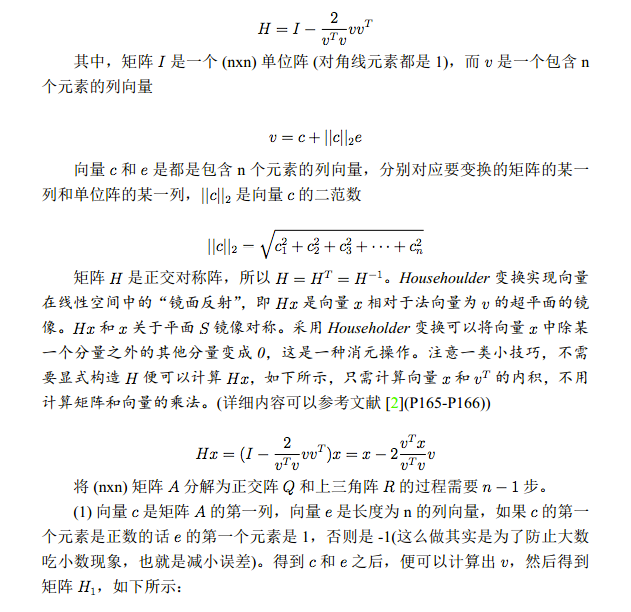 H = I − \frac{2}{v^T v} vv^T
其中，矩阵 I 是一个 (nxn) 单位阵 (对角线元素都是 1)，而 v 是一个包含 n
个元素的列向量
v = c + ||c||_2 e
向量 c 和 e 是都是包含 n 个元素的列向量，分别对应要变换的矩阵的某一
列和单位阵的某一列，||c||_2 是向量 c 的二范数
||c||_2 = \sqrt{c_1^2 + c_2^2 + c_3^2 + ··· + c_n^2}
矩阵 H 是正交对称阵，所以 H = H^T = H^{−1}。Househoulder 变换实现向量
在线性空间中的“镜面反射”，即 Hx 是向量 x 相对于法向量为 v 的超平面的镜
像。Hx 和 x 关于平面 S 镜像对称。采用 Householder 变换可以将向量 x 中除某
一个分量之外的其他分量变成 0，这是一种消元操作。注意一类小技巧，不需
要显式构造 H 便可以计算 Hx，如下所示，只需计算向量 x 和 v^T 的内积，不用
计算矩阵和向量的乘法。(详细内容可以参考文献 [2](P165-P166))
Hx = (I − \frac{2}{v^T v} vv^T)x = x − 2\frac{v^T x}{v^T v} v
将 (nxn) 矩阵 A 分解为正交阵 Q 和上三角阵 R 的过程需要 n − 1 步。
(1) 向量 c 是矩阵 A 的第一列，向量 e 是长度为 n 的列向量，如果 c 的第一
个元素是正数的话 e 的第一个元素是 1，否则是 -1(这么做其实是为了防止大数
吃小数现象，也就是减小误差)。得到 c 和 e 之后，便可以计算出 v，然后得到
矩阵 H_1，如下所示：